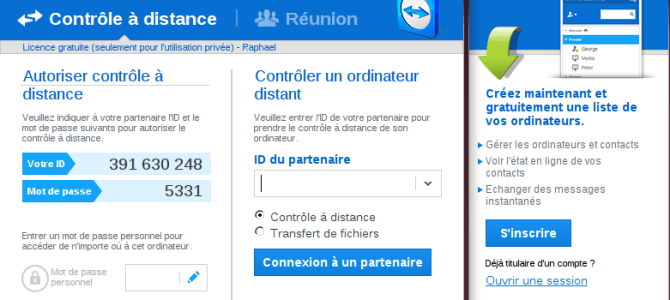 Contrôle à distance
Réunion
Licence gratuite (seulement pour l'utilisation privée) - Raphael
Autoriser contrôle à
distance
Veuillez indiquer à votre partenaire l'ID et le
mot de passe suivants pour autoriser le
contrôle à distance.
Votre ID 391 630 248
Mot de passe 5331
Entrer un mot de passe personnel pour
accéder de n'importe où à cet ordinateur.
Mot de passe
personnel
Contrôler un ordinateur
distant
Veuillez entrer l'ID de votre partenaire pour
prendre le contrôle à distance de son
ordinateur.
ID du partenaire
Contrôle à distance
Transfert de fichiers
Connexion à un partenaire
Private
George
Media
Peter
Créez maintenant et
gratuitement une liste de
vos ordinateurs.
Gérer les ordinateurs et contacts
Voir l'état en ligne de vos
contacts
Echanger des messages
instantanés
S'inscrire
Déjà titulaire d'un compte ?
Ouvrir une session